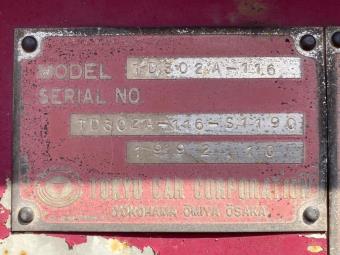 MODEL TD302A-116
SERIAL NO.
TD302A-116-S1190
1992.10
TOKYU CAR CORPORATION
YOKOHAMA OMIYA OSAKA